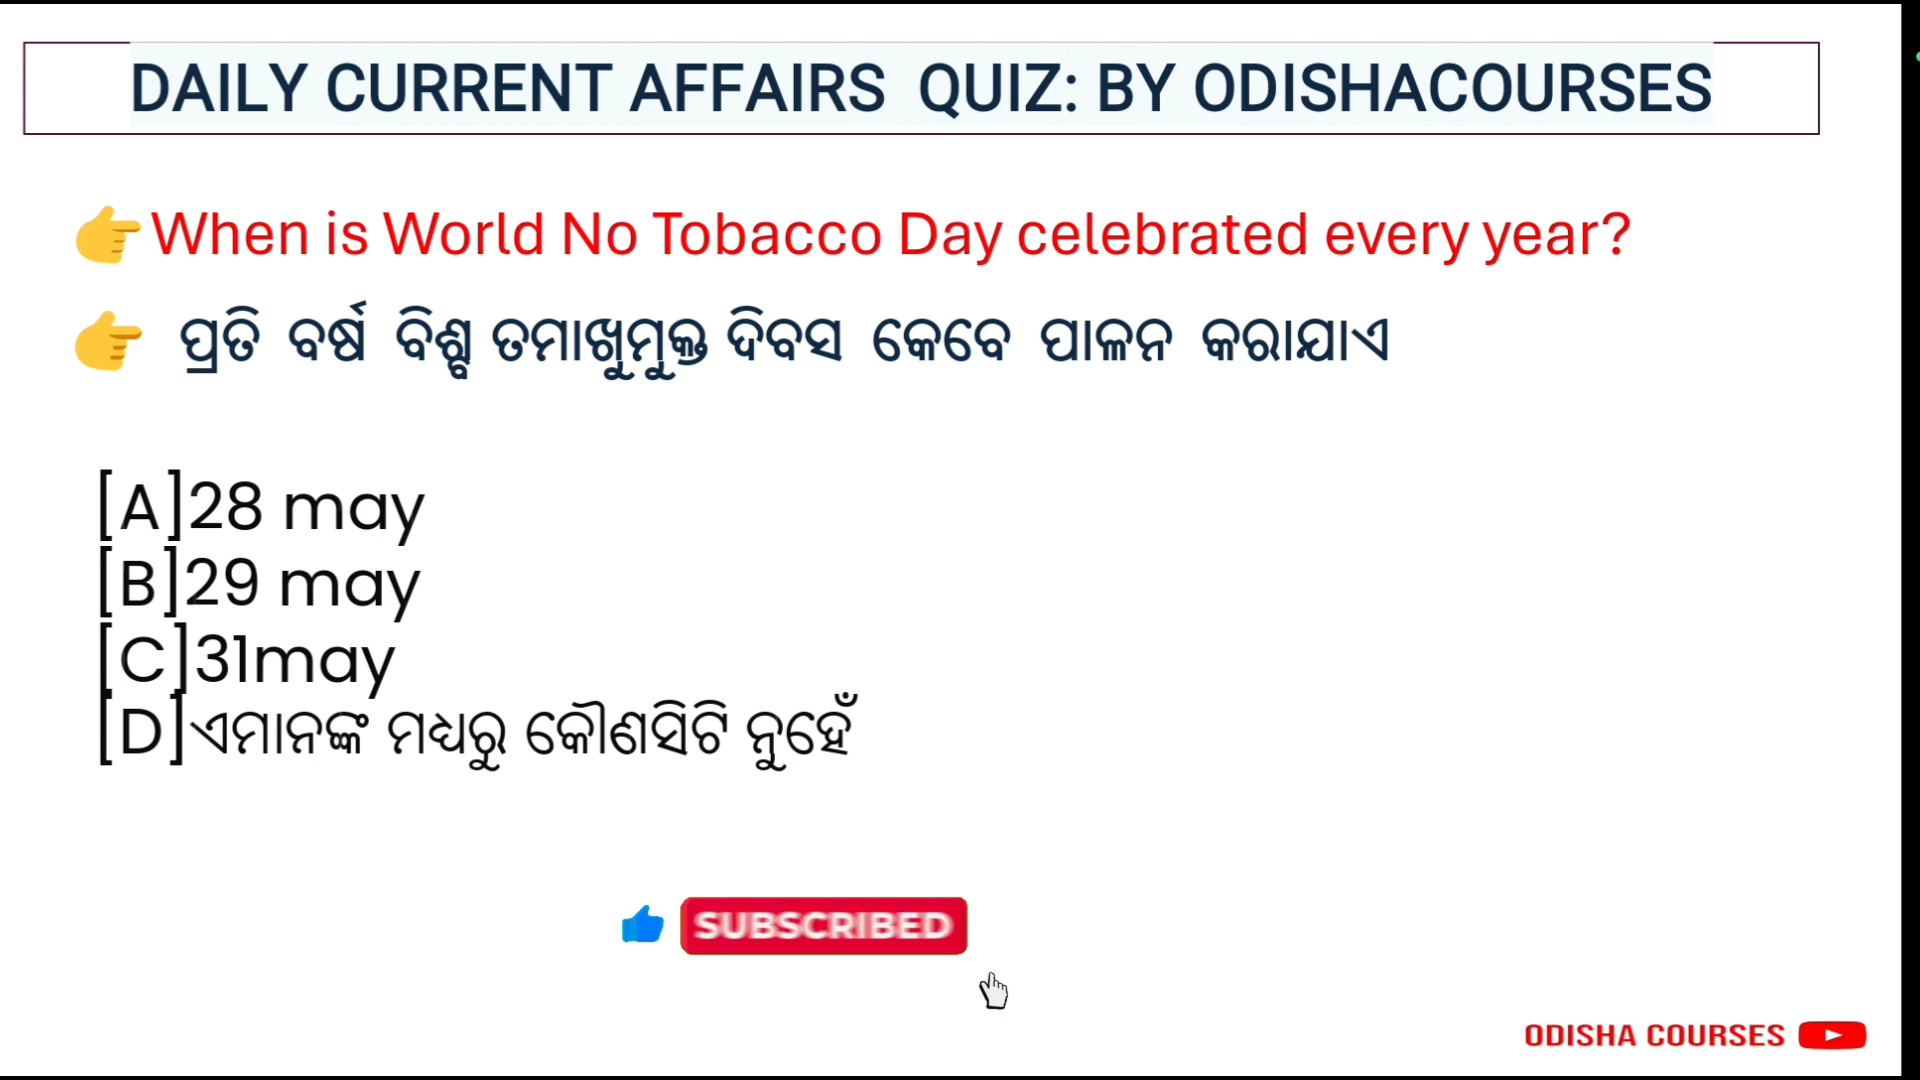 DAILY CURRENT AFFAIRS QUIZ: BY ODISHACOURSES
When is World No Tobacco Day celebrated every year?
ପ୍ରତି ବର୍ଷ ବିଶ୍ବ ତମାଖୁମୁକ୍ତ ଦିବସ କେବେ ପାଳନ କରାଯାଏ
[A]28 may
[B]29 may
[C]31may
[D]ଏମାନଙ୍କ ମଧ୍ୟରୁ କୌଣସିଟି ନୁହେଁ
SUBSCRIBED
ODISHA COURSES